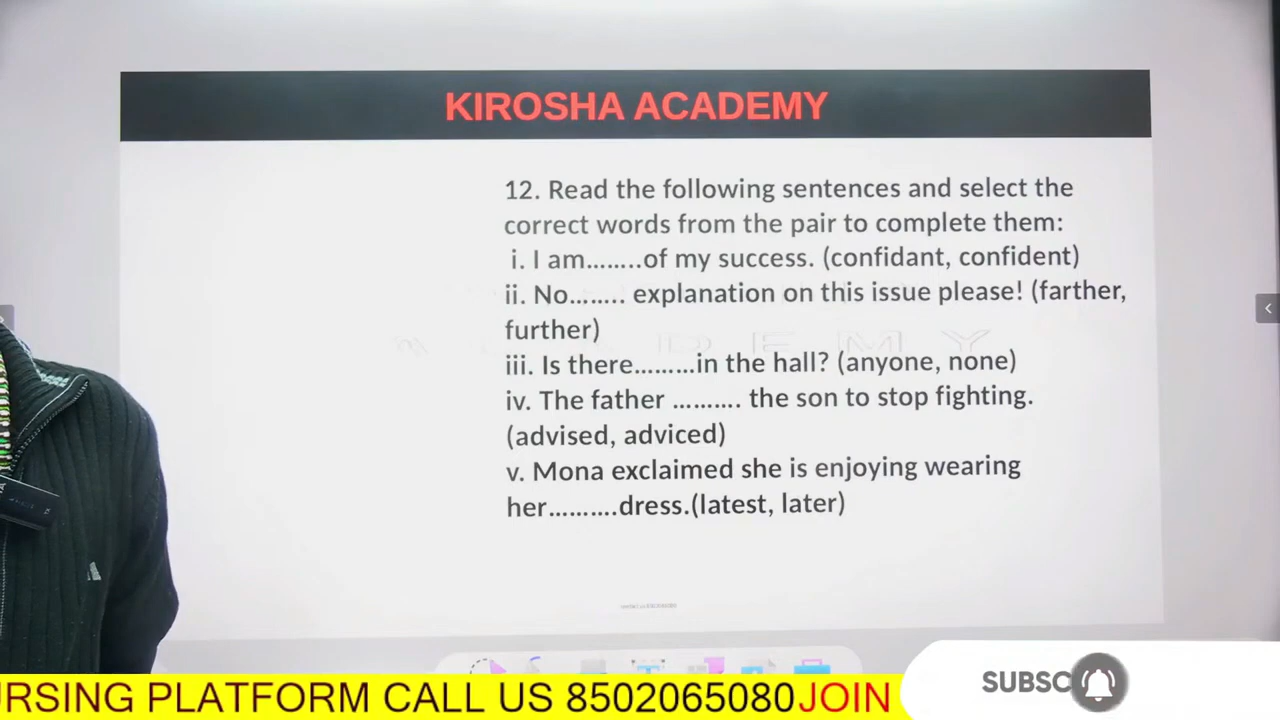 KIROSHA ACADEMY
12. Read the following sentences and select the
correct words from the pair to complete them:
i. I am........of my success. (confidant, confident)
ii. No........ explanation on this issue please! (farther,
further)
iii. Is there.........in the hall? (anyone, none)
iv. The father .......... the son to stop fighting.
(advised, adviced)
v. Mona exclaimed she is enjoying wearing
her..........dress.(latest, later)
URSING PLATFORM CALL US 8502065080 JOIN
SUBSC